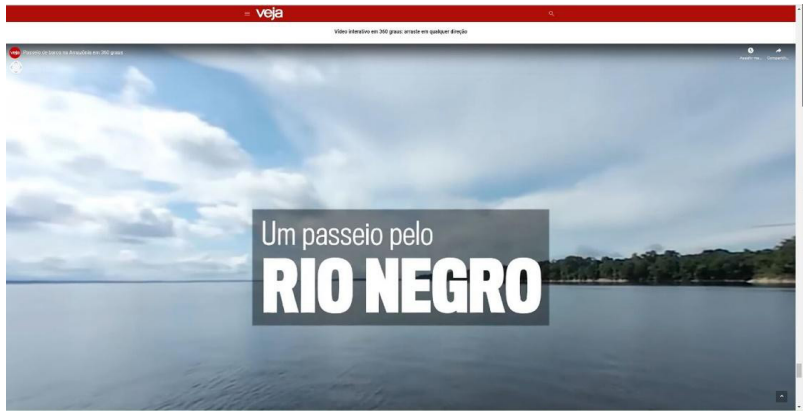 veja
Vídeo interativo em 360 graus: arraste em qualquer direção
veja Passeio de barco na Amazônia em 360 graus
Um passeio pelo
RIO NEGRO